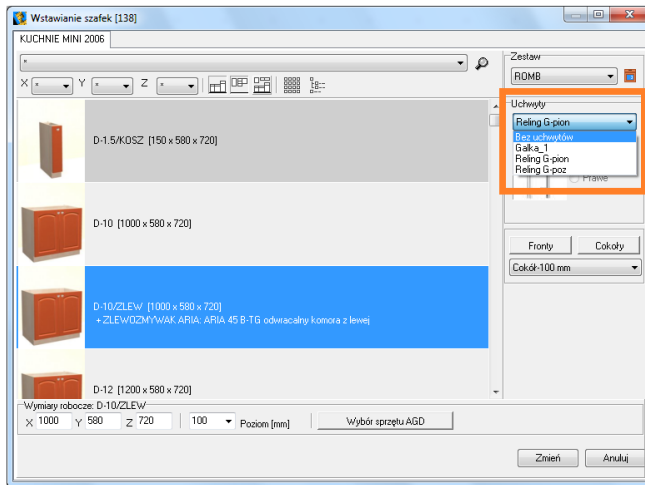 Wstawianie szafek [138]
KUCHNIE MINI 2006
*
X * Y * Z *
D-1.5/KOSZ [150 x 580 x 720]
D-10 [1000 x 580 x 720]
D-10/ZLEW [1000 x 580 x 720]
+ ZLEWOZMYWAK ARIA: ARIA 45 B-TG odwracalny komora z lewej
D-12 [1200 x 580 x 720]
Wymiary robocze: D-10/ZLEW
X 1000 Y 580 Z 720 100 Poziom [mm] Wybór sprzętu AGD
Zestaw
ROMB
Uchwyty
Reling G-pion
Bez uchwytów
Gałka_1
Reling G-pion
Reling G-poz
Prawe
Fronty Cokoły
Cokół-100 mm
Zmień Anuluj